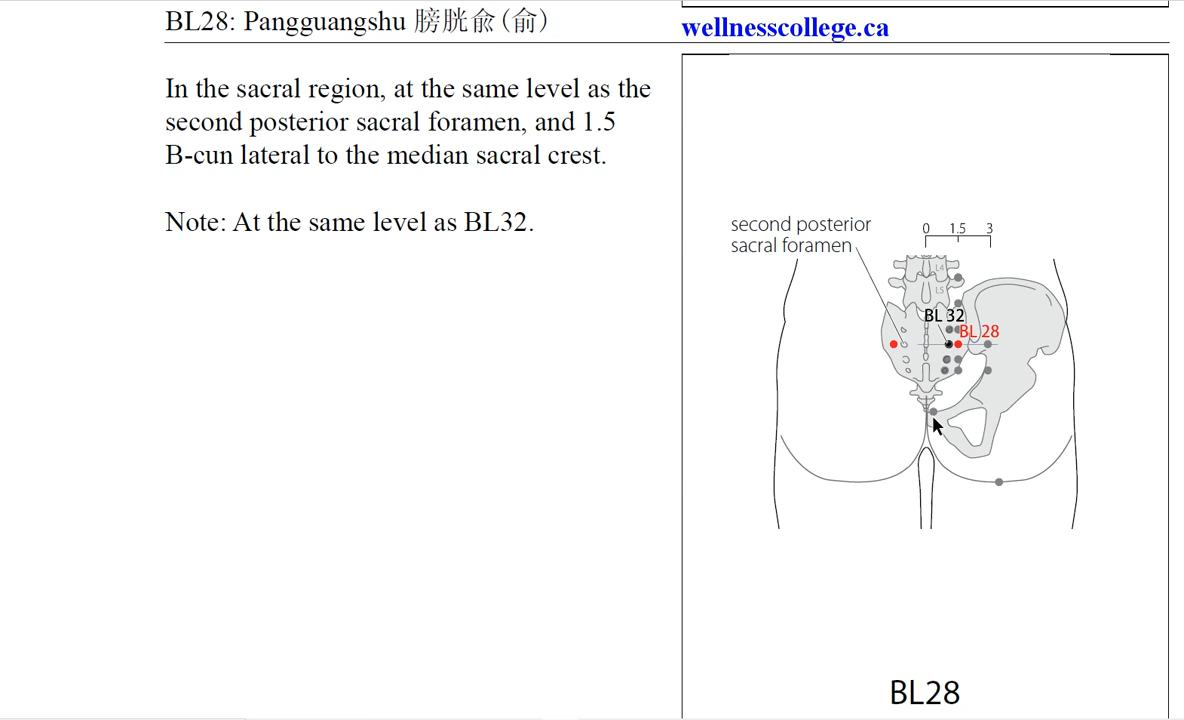 BL28: Pangguangshu 膀胱兪(俞)
wellnesscollege.ca
In the sacral region, at the same level as the
second posterior sacral foramen, and 1.5
B-cun lateral to the median sacral crest.
Note: At the same level as BL32.
second posterior
sacral foramen
0 1.5 3
L4
L5
BL 32
BL 28
BL28